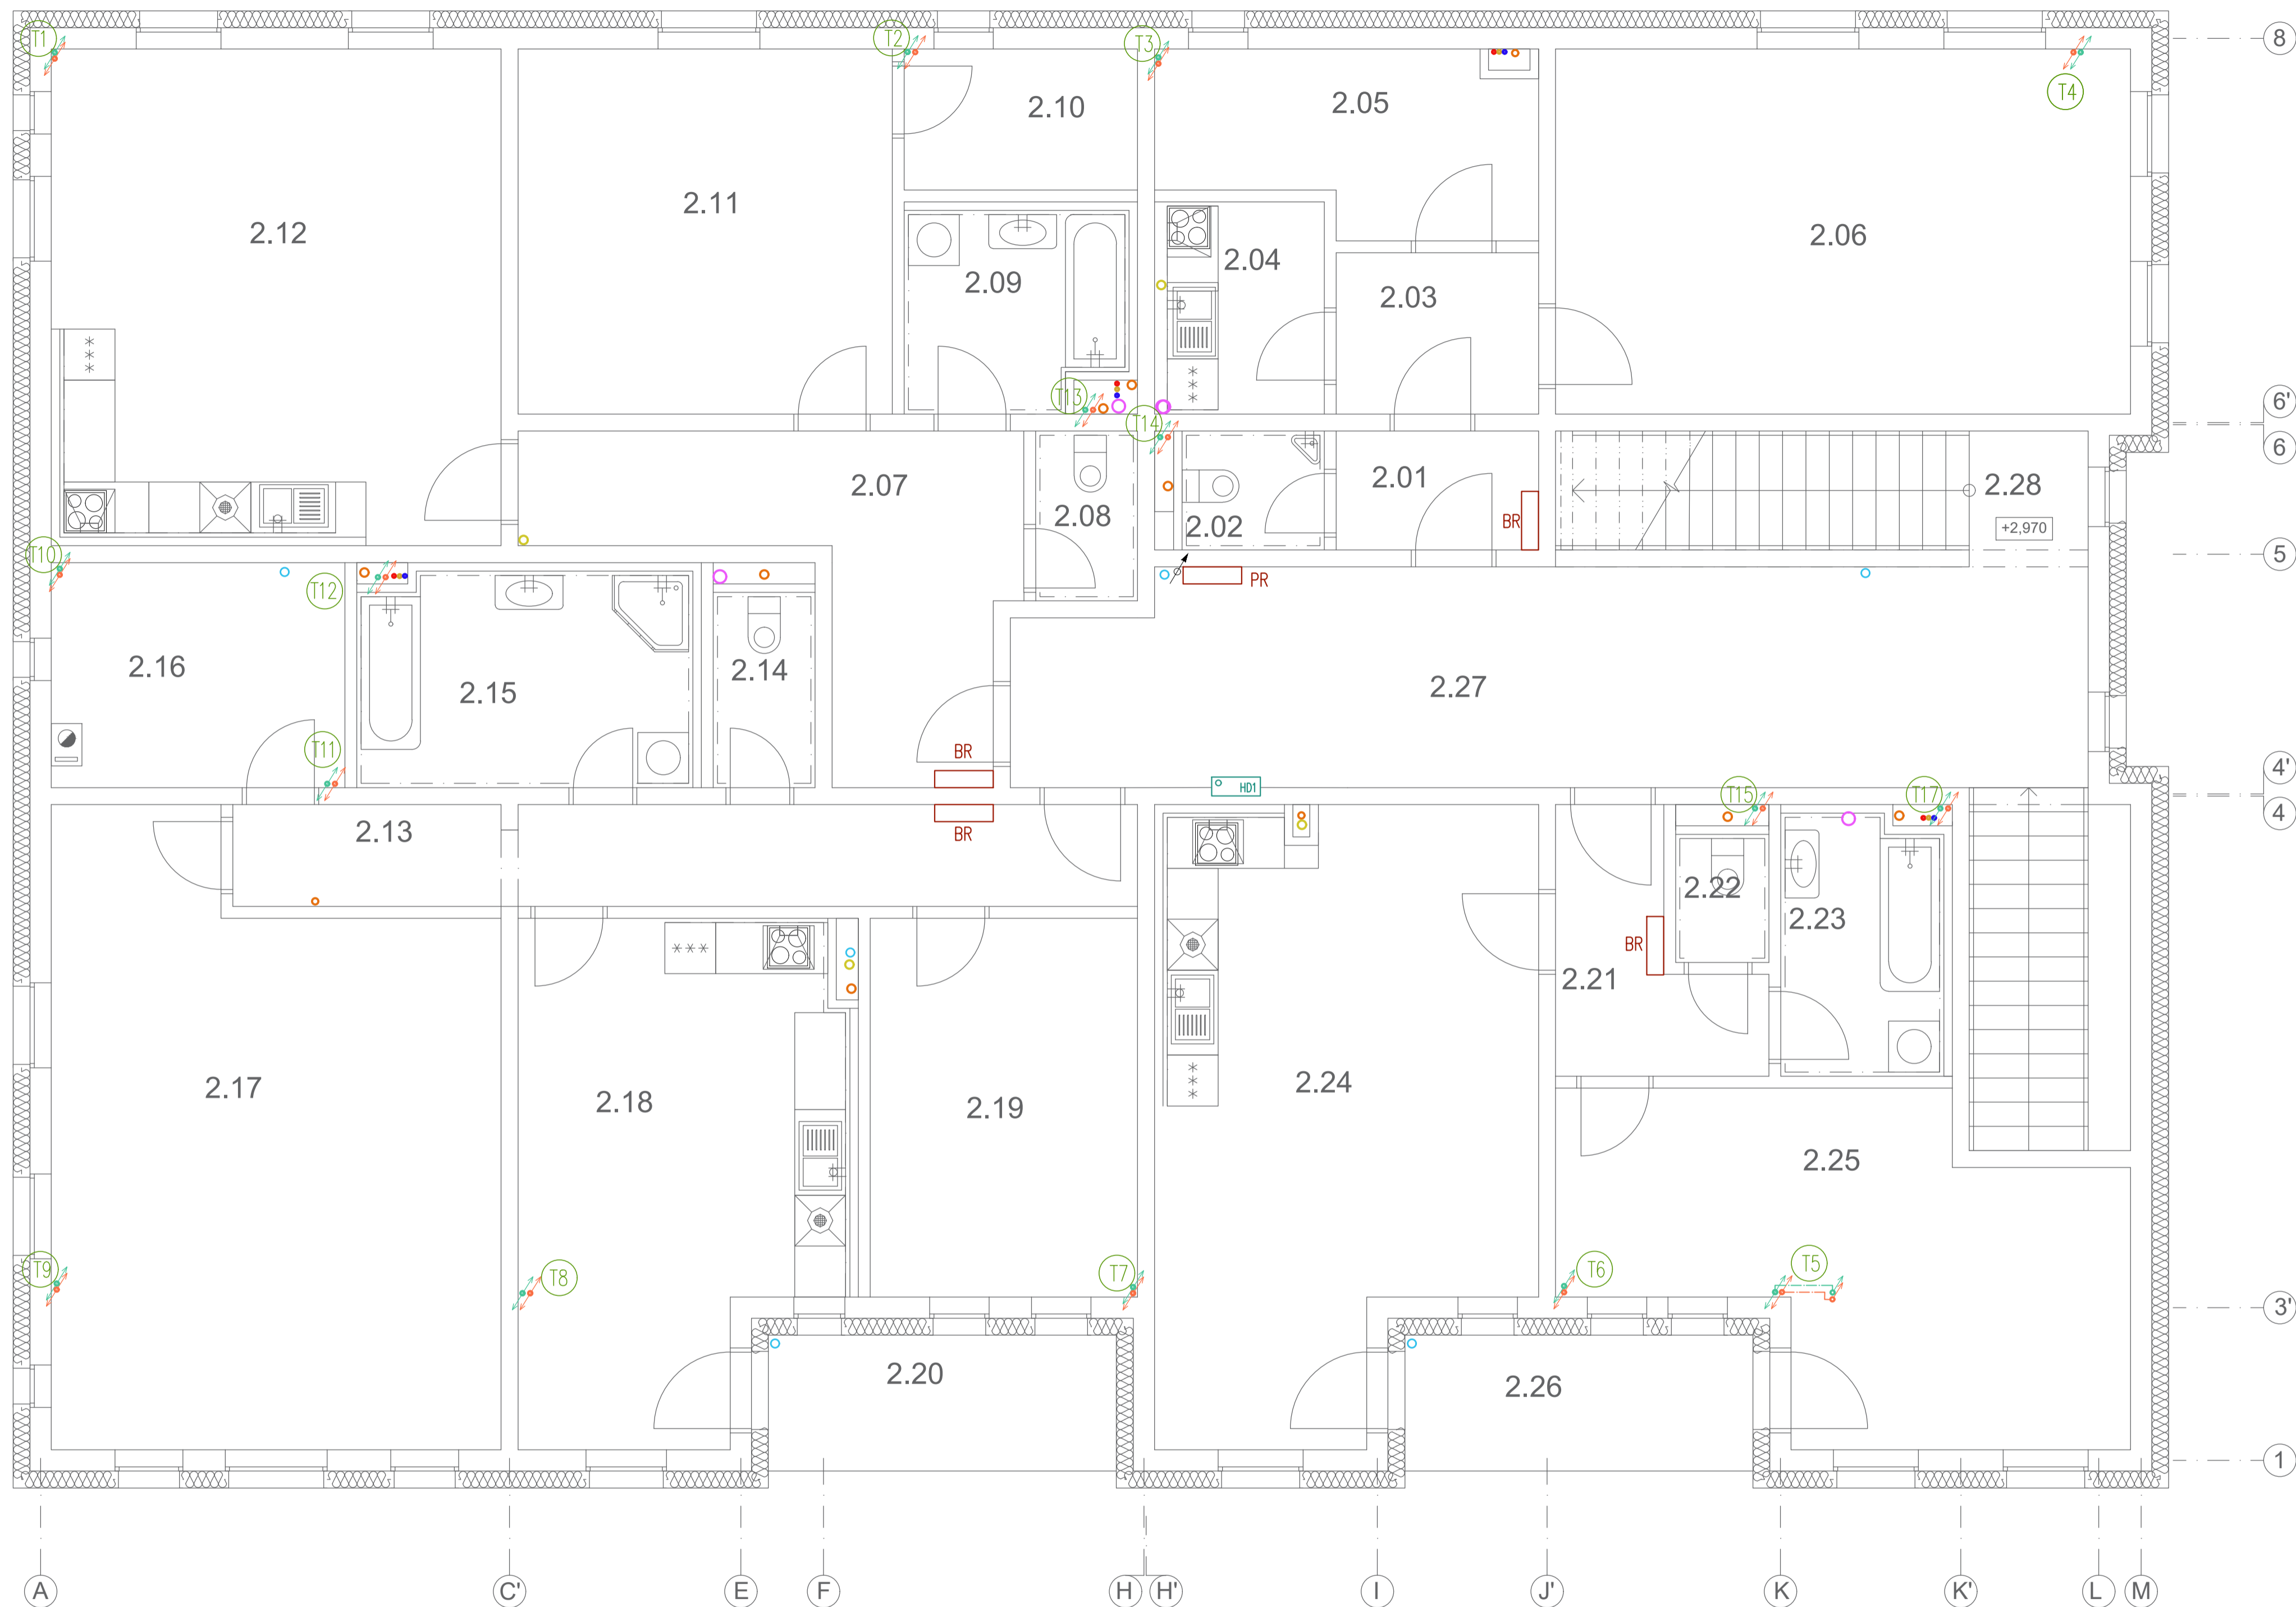 T1
T2
T3
8
T4
2.10
2.05
2.11
2.12
2.06
2.04
2.09
2.03
T13
6'
T14
6
2.07
2.01
2.28
2.08
BR
2.02
+2,970
T10
5
T12
PR
2.16
2.15
2.14
2.27
T11
BR
4'
HD1
T15
T17
2.13
BR
4
2.22
2.23
BR
2.21
2.17
2.18
2.19
2.24
2.25
T9
T8
T7
T6
T5
3'
2.20
2.26
1
A
C'
E
F
H
H'
I
J'
K
K'
L
M